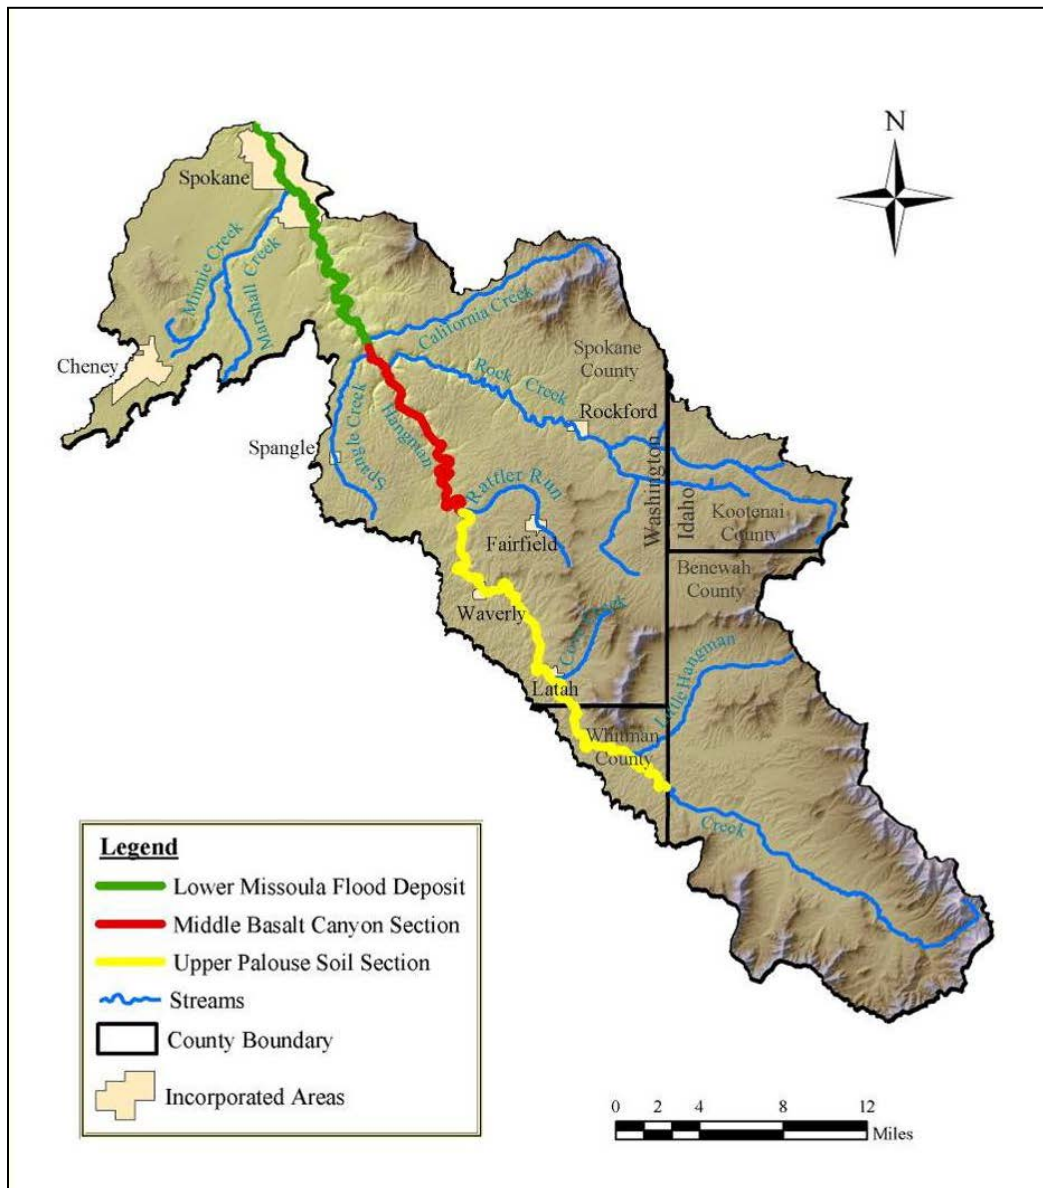 N
Spokane
Minnie Creek
Marshall Creek
Cheney
California Creek
Spokane
County
Rock Creek
Rockford
Spangle Creek
Spangle
Hangman
Rattler Run
Fairfield
Washington
Idaho
Kootenai
County
Benewah
County
Waverly
Cove Creek
Latah
Little Hangman
Whitman
County
Creek
Legend
Lower Missoula Flood Deposit
Middle Basalt Canyon Section
Upper Palouse Soil Section
Streams
County Boundary
Incorporated Areas
0 2 4 8 12
Miles